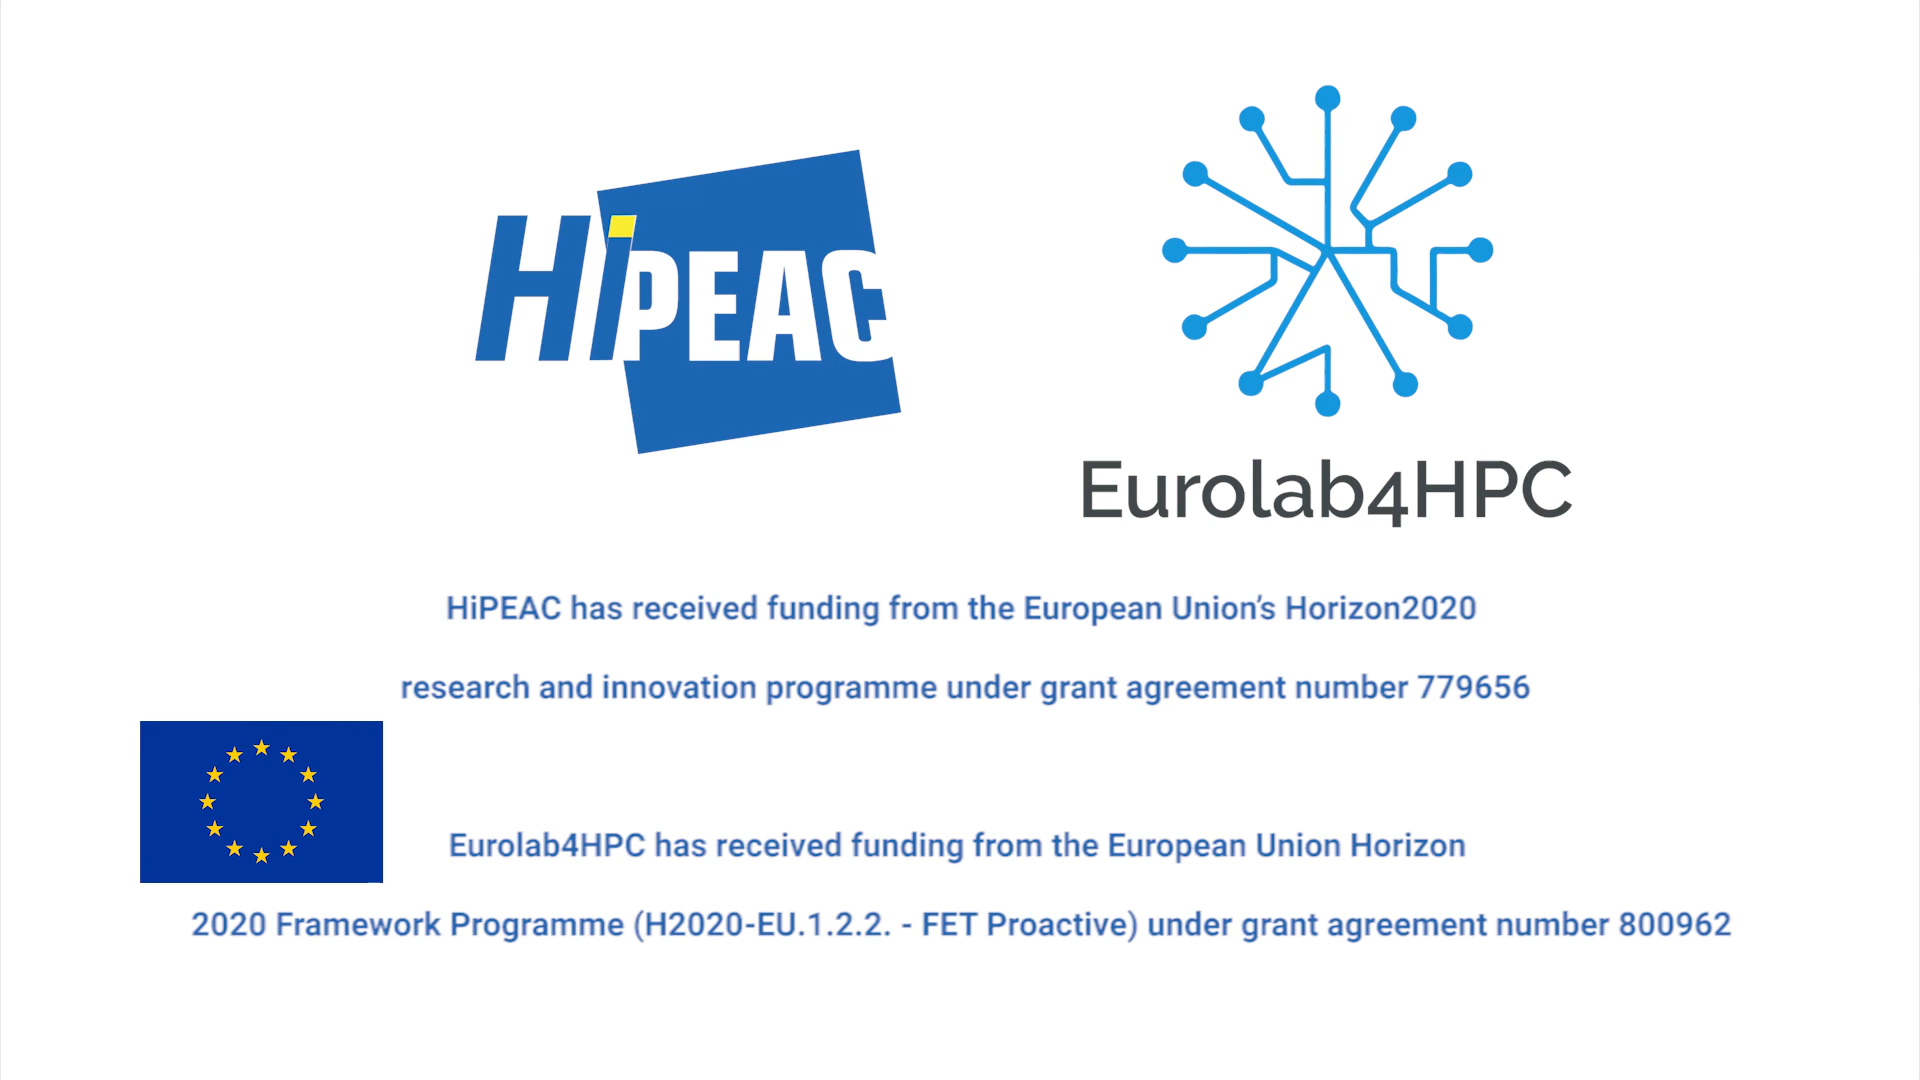 HiPEAC
Eurolab4HPC
HiPEAC has received funding from the European Union's Horizon2020
research and innovation programme under grant agreement number 779656
Eurolab4HPC has received funding from the European Union Horizon
2020 Framework Programme (H2020-EU.1.2.2. - FET Proactive) under grant agreement number 800962